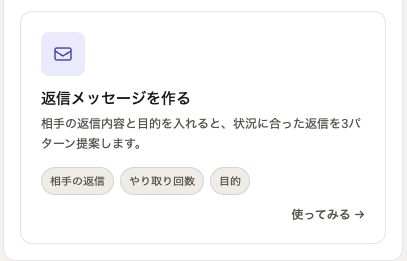 返信メッセージを作る
相手の返信内容と目的を入れると、状況に合った返信を3パ
ターン提案します。
相手の返信 やり取り回数 目的
使ってみる →